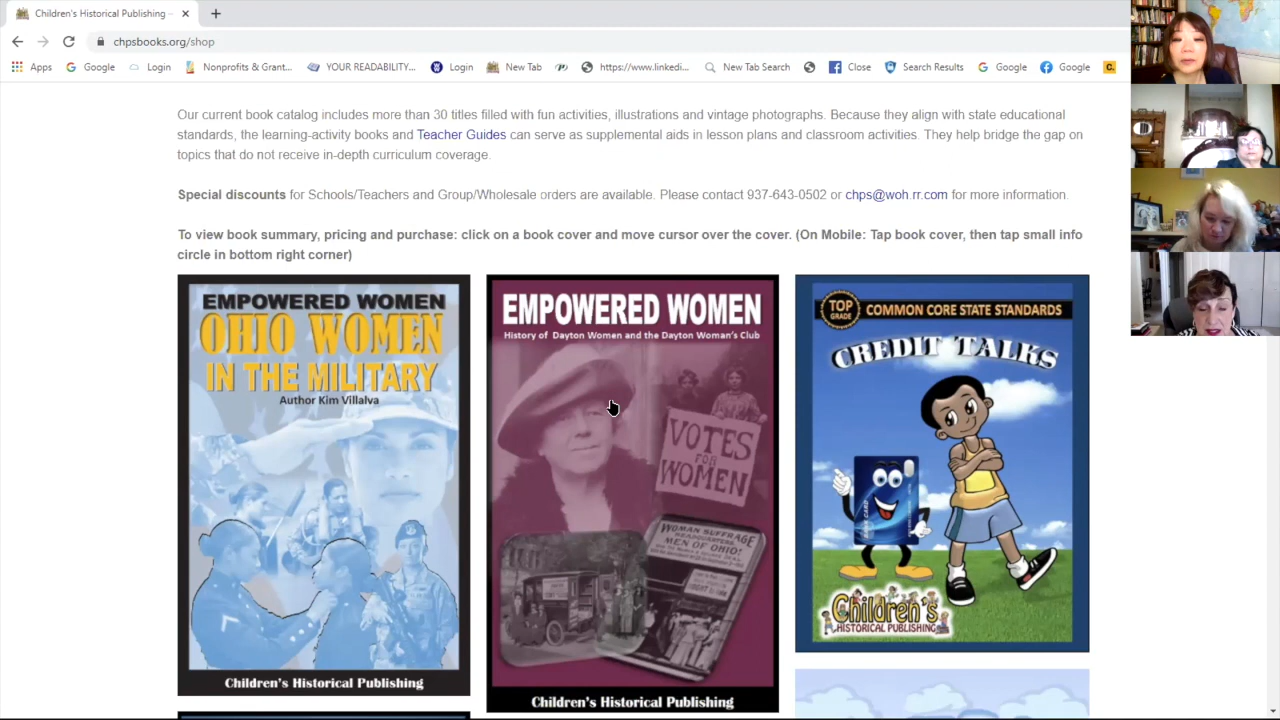 Children's Historical Publishing –
chpsbooks.org/shop
Apps
Google
Login
Nonprofits & Grant...
YOUR READABILITY...
Login
New Tab
https://www.linkedi...
New Tab Search
Close
Search Results
Google
Google
Our current book catalog includes more than 30 titles filled with fun activities, illustrations and vintage photographs. Because they align with state educational
standards, the learning-activity books and Teacher Guides can serve as supplemental aids in lesson plans and classroom activities. They help bridge the gap on
topics that do not receive in-depth curriculum coverage.
Special discounts for Schools/Teachers and Group/Wholesale orders are available. Please contact 937-643-0502 or chps@woh.rr.com for more information.
To view book summary, pricing and purchase: click on a book cover and move cursor over the cover. (On Mobile: Tap book cover, then tap small info
circle in bottom right corner)
EMPOWERED WOMEN
OHIO WOMEN
IN THE MILITARY
Author Kim Villalva
Children's Historical Publishing
EMPOWERED WOMEN
History of Dayton Women and the Dayton Woman's Club
VOTES
FOR
WOMEN
WOMAN SUFFRAGE
HEADQUARTERS
MEN OF OHIO!
Children's Historical Publishing
TOP
GRADE
COMMON CORE STATE STANDARDS
CREDIT TALKS
Children's
HISTORICAL PUBLISHING